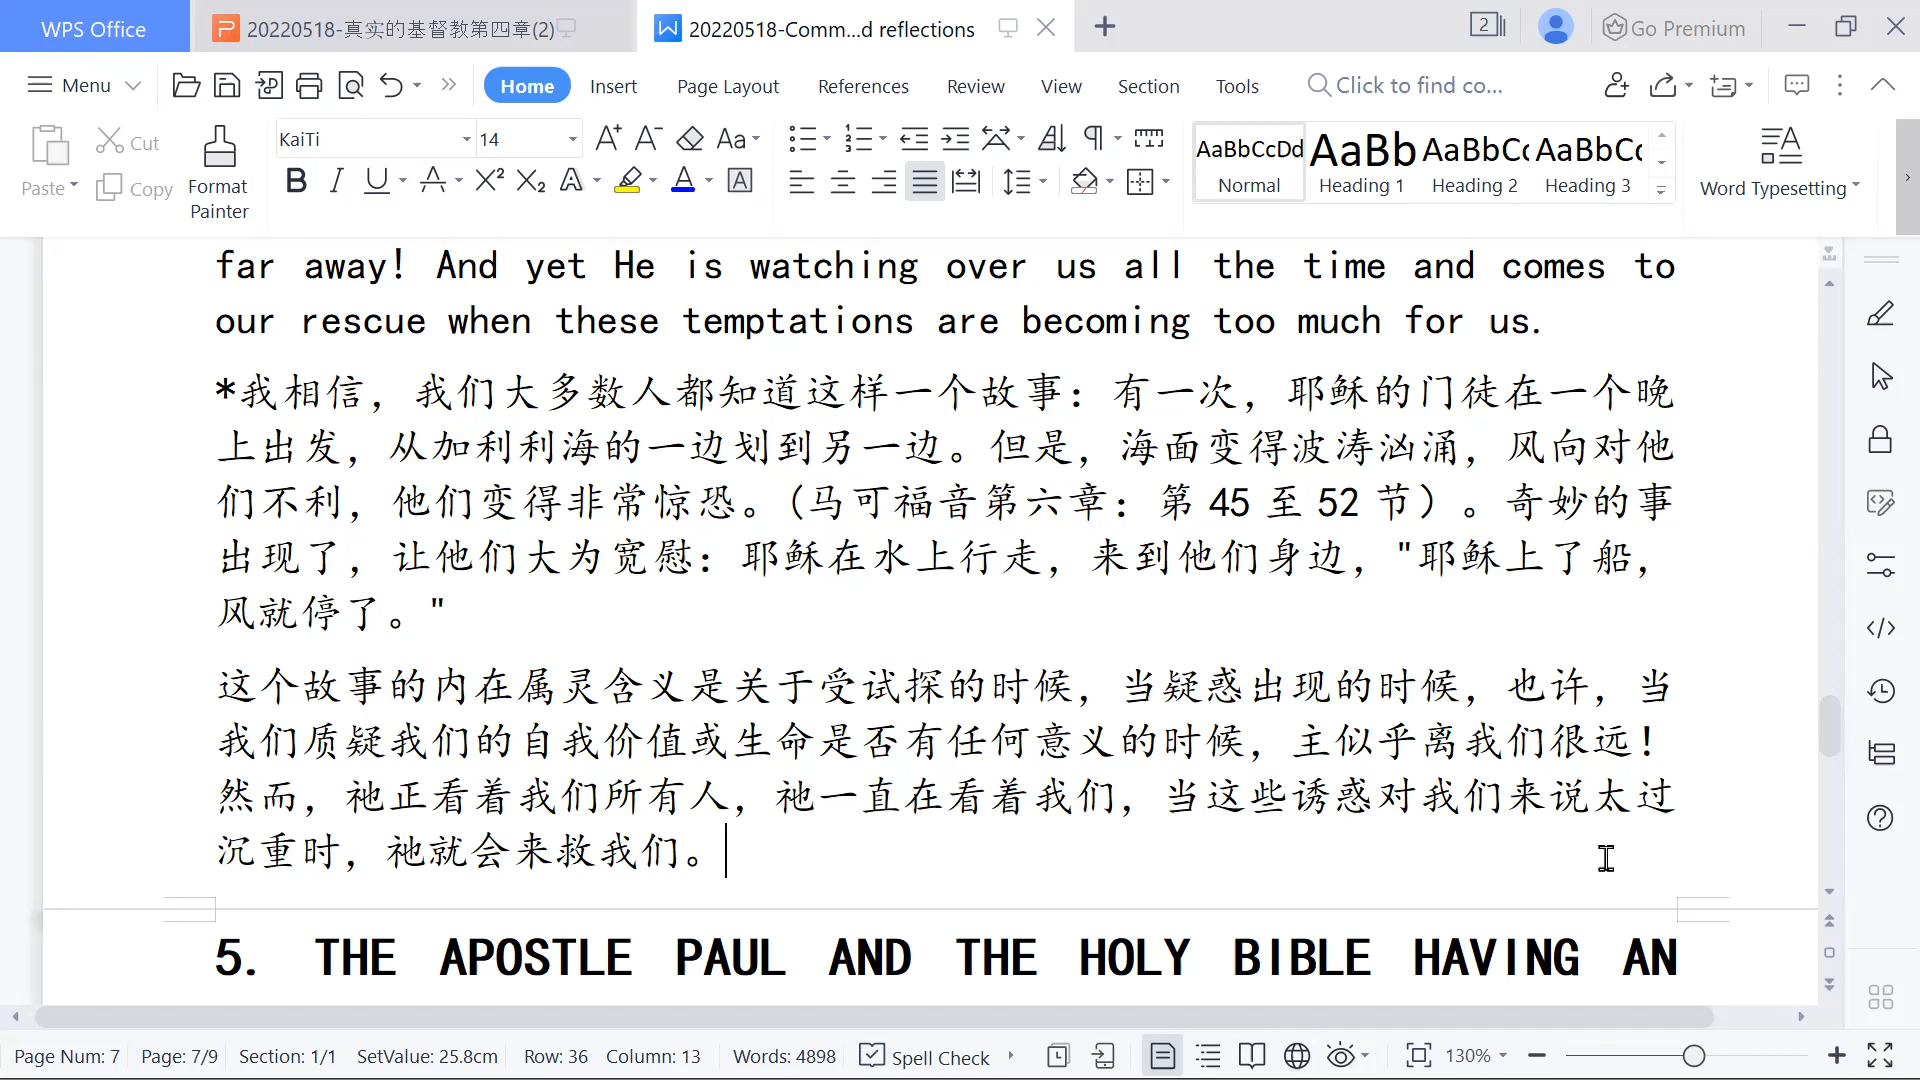 WPS Office
20220518-真实的基督教第四章(2)
20220518-Comm...d reflections
2
Go Premium
Menu
Home
Insert
Page Layout
References
Review
View
Section
Tools
Click to find co...
Paste
Cut
Copy
Format
Painter
KaiTi
14
AaBbCcDd
Normal
AaBb
Heading 1
AaBbCc
Heading 2
AaBbCc
Heading 3
Word Typesetting
far away! And yet He is watching over us all the time and comes to
our rescue when these temptations are becoming too much for us.
*我相信，我们大多数人都知道这样一个故事：有一次，耶稣的门徒在一个晚
上出发，从加利利海的一边划到另一边。但是，海面变得波涛汹涌，风向对他
们不利，他们变得非常惊恐。（马可福音第六章：第 45 至 52 节）。奇妙的事
出现了，让他们大为宽慰：耶稣在水上行走，来到他们身边，"耶稣上了船，
风就停了。"
这个故事的内在属灵含义是关于受试探的时候，当疑惑出现的时候，也许，当
我们质疑我们的自我价值或生命是否有任何意义的时候，主似乎离我们很远！
然而，祂正看着我们所有人，祂一直在看着我们，当这些诱惑对我们来说太过
沉重时，祂就会来救我们。
5. THE APOSTLE PAUL AND THE HOLY BIBLE HAVING AN
Page Num: 7
Page: 7/9
Section: 1/1
SetValue: 25.8cm
Row: 36
Column: 13
Words: 4898
Spell Check
130%